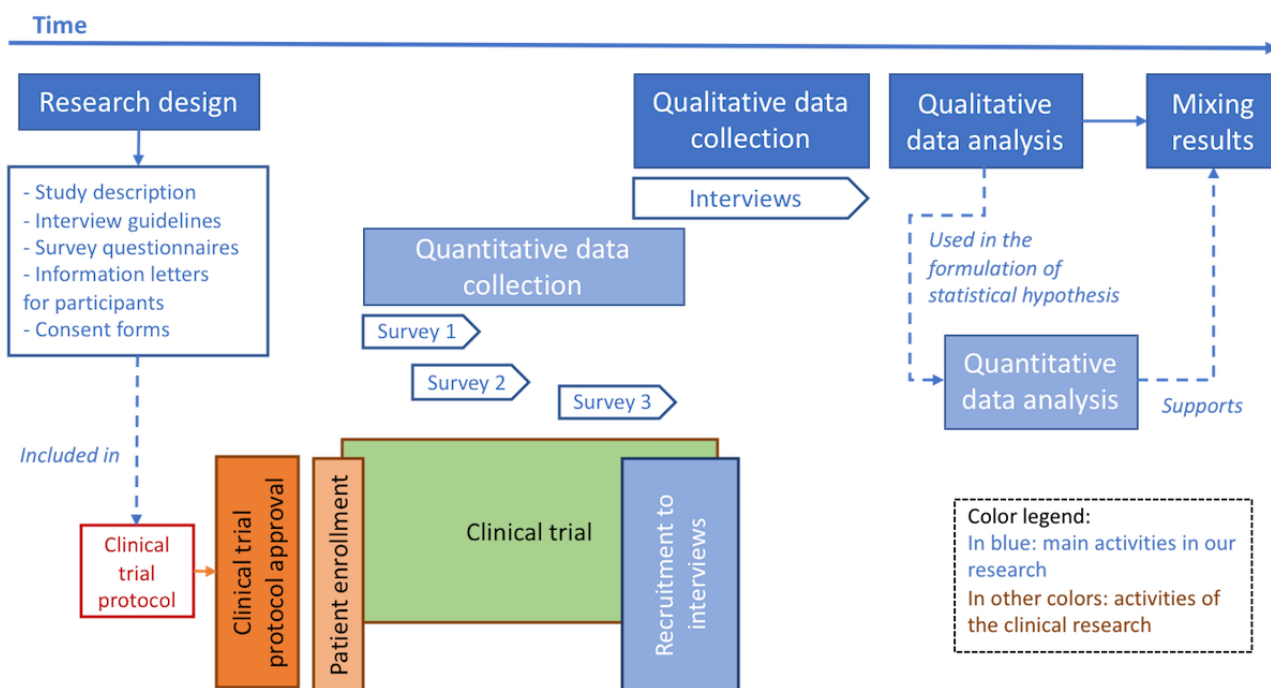 Time
Research design
Qualitative data
collection
Qualitative
data analysis
Mixing
results
- Study description
- Interview guidelines
- Survey questionnaires
- Information letters
for participants
- Consent forms
Interviews
Quantitative data
collection
Used in the
formulation of
statistical hypothesis
Survey 1
Survey 2
Survey 3
Quantitative
data analysis
Supports
Included in
Clinical
trial
protocol
Clinical trial
protocol approval
Patient enrollment
Clinical trial
Recruitment to
interviews
Color legend:
In blue: main activities in our
research
In other colors: activities of
the clinical research